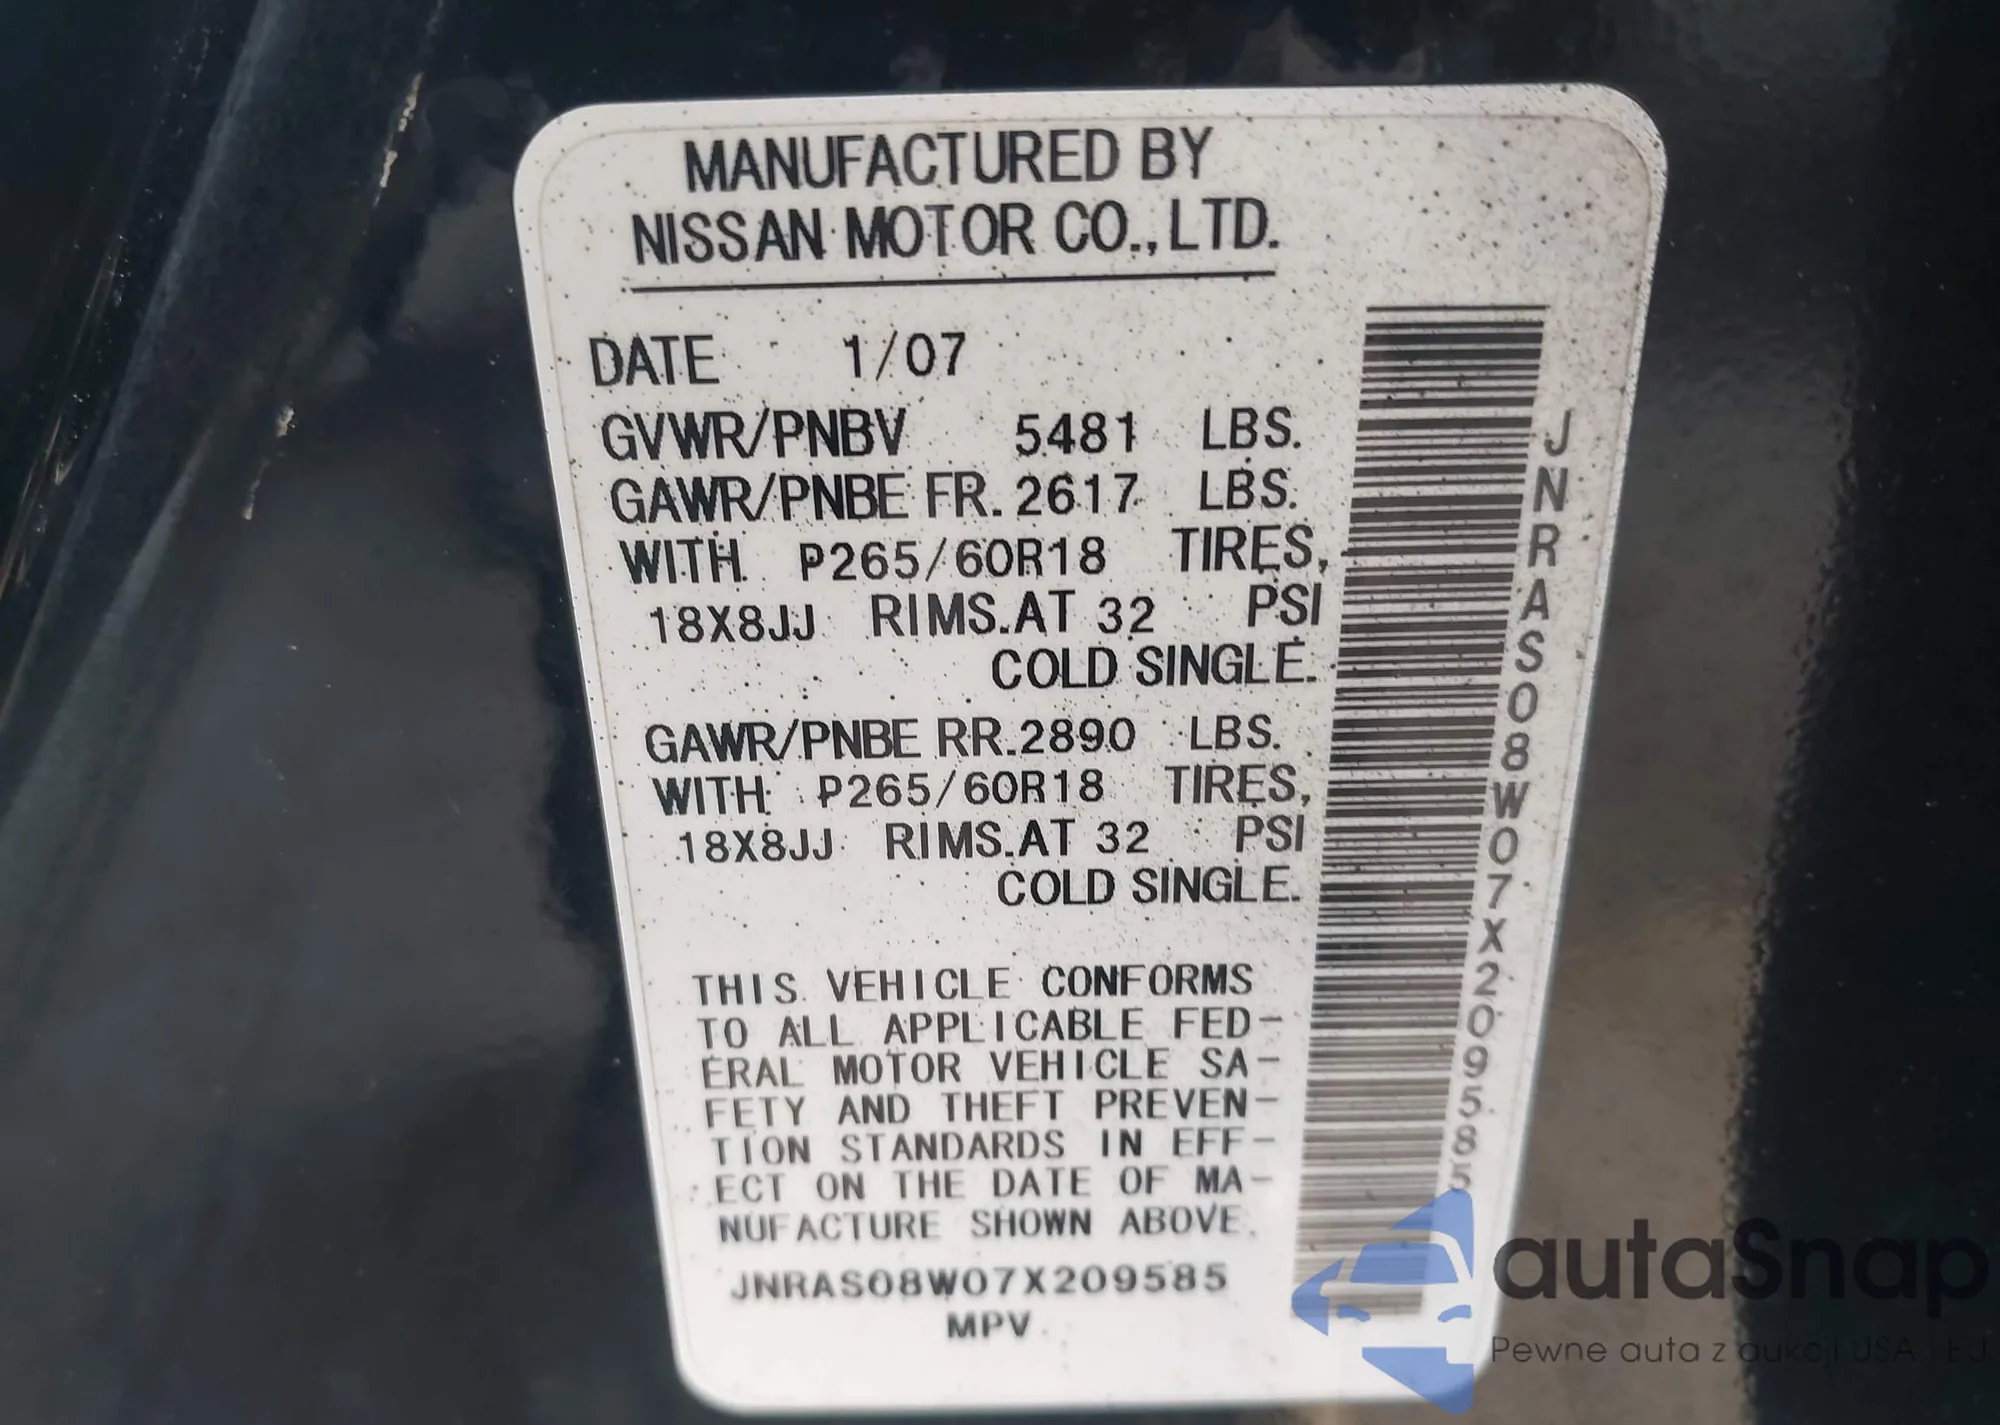 MANUFACTURED BY
NISSAN MOTOR CO., LTD.
DATE 1/07
GVWR/PNBV 5481 LBS.
GAWR/PNBE FR. 2617 LBS.
WITH P265/60R18 TIRES,
18X8JJ RIMS.AT 32 PSI
COLD SINGLE.
GAWR/PNBE RR. 2890 LBS.
WITH P265/60R18 TIRES,
18X8JJ RIMS.AT 32 PSI
COLD SINGLE.
THIS VEHICLE CONFORMS
TO ALL APPLICABLE FED-
ERAL MOTOR VEHICLE SA-
FETY AND THEFT PREVEN-
TION STANDARDS IN EFF-
ECT ON THE DATE OF MA-
NUFACTURE SHOWN ABOVE.
JNRAS08W07X209585
MPV
JNRAS08W07X209585
autaSnap
Pewne auta z aukcji USA i EU